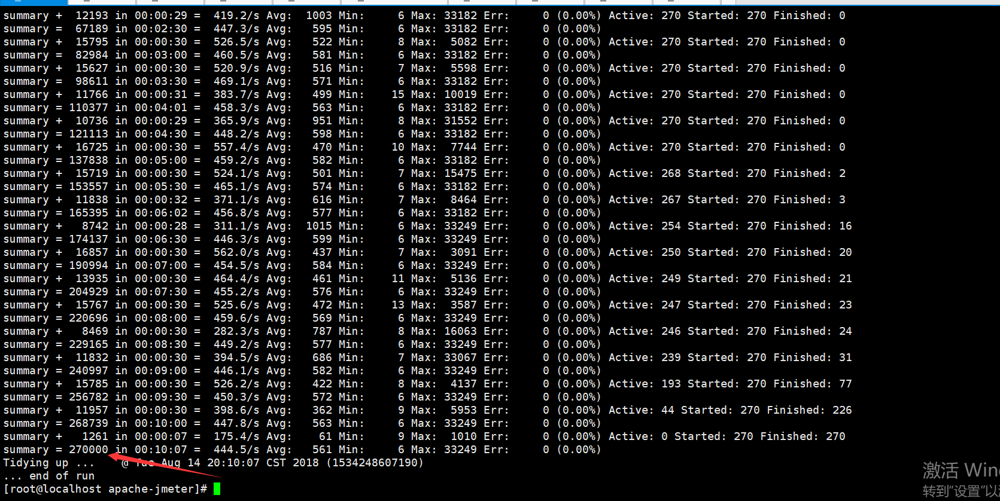 summary +  12193 in 00:00:29 =  419.2/s Avg:  1003 Min:     6 Max: 33182 Err:     0 (0.00%) Active: 270 Started: 270 Finished: 0
summary =  67189 in 00:02:30 =  447.3/s Avg:   595 Min:     6 Max: 33182 Err:     0 (0.00%)
summary +  15795 in 00:00:30 =  526.5/s Avg:   522 Min:     8 Max:  5082 Err:     0 (0.00%) Active: 270 Started: 270 Finished: 0
summary =  82984 in 00:03:00 =  460.5/s Avg:   581 Min:     6 Max: 33182 Err:     0 (0.00%)
summary +  15627 in 00:00:30 =  520.9/s Avg:   516 Min:     7 Max:  5598 Err:     0 (0.00%) Active: 270 Started: 270 Finished: 0
summary =  98611 in 00:03:30 =  469.1/s Avg:   571 Min:     6 Max: 33182 Err:     0 (0.00%)
summary +  11766 in 00:00:31 =  383.7/s Avg:   499 Min:    15 Max: 10019 Err:     0 (0.00%) Active: 270 Started: 270 Finished: 0
summary = 110377 in 00:04:01 =  458.3/s Avg:   563 Min:     6 Max: 33182 Err:     0 (0.00%)
summary +  10736 in 00:00:29 =  365.9/s Avg:   951 Min:     8 Max: 31552 Err:     0 (0.00%) Active: 270 Started: 270 Finished: 0
summary = 121113 in 00:04:30 =  448.2/s Avg:   598 Min:     6 Max: 33182 Err:     0 (0.00%)
summary +  16725 in 00:00:30 =  557.4/s Avg:   470 Min:    10 Max:  7744 Err:     0 (0.00%) Active: 270 Started: 270 Finished: 0
summary = 137838 in 00:05:00 =  459.2/s Avg:   582 Min:     6 Max: 33182 Err:     0 (0.00%)
summary +  15719 in 00:00:30 =  524.1/s Avg:   501 Min:     7 Max: 15475 Err:     0 (0.00%) Active: 268 Started: 270 Finished: 2
summary = 153557 in 00:05:30 =  465.1/s Avg:   574 Min:     6 Max: 33182 Err:     0 (0.00%)
summary +  11838 in 00:00:32 =  371.1/s Avg:   616 Min:     7 Max:  8464 Err:     0 (0.00%) Active: 267 Started: 270 Finished: 3
summary = 165395 in 00:06:02 =  456.8/s Avg:   577 Min:     6 Max: 33182 Err:     0 (0.00%)
summary +   8742 in 00:00:28 =  311.1/s Avg:  1015 Min:     6 Max: 33249 Err:     0 (0.00%) Active: 254 Started: 270 Finished: 16
summary = 174137 in 00:06:30 =  446.3/s Avg:   599 Min:     6 Max: 33249 Err:     0 (0.00%)
summary +  16857 in 00:00:30 =  562.0/s Avg:   437 Min:     7 Max:  3091 Err:     0 (0.00%) Active: 250 Started: 270 Finished: 20
summary = 190994 in 00:07:00 =  454.5/s Avg:   584 Min:     6 Max: 33249 Err:     0 (0.00%)
summary +  13935 in 00:00:30 =  464.4/s Avg:   461 Min:    11 Max:  5136 Err:     0 (0.00%) Active: 249 Started: 270 Finished: 21
summary = 204929 in 00:07:30 =  455.2/s Avg:   576 Min:     6 Max: 33249 Err:     0 (0.00%)
summary +  15767 in 00:00:30 =  525.6/s Avg:   472 Min:    13 Max:  3587 Err:     0 (0.00%) Active: 247 Started: 270 Finished: 23
summary = 220696 in 00:08:00 =  459.6/s Avg:   569 Min:     6 Max: 33249 Err:     0 (0.00%)
summary +   8469 in 00:00:30 =  282.3/s Avg:   787 Min:     8 Max: 16063 Err:     0 (0.00%) Active: 246 Started: 270 Finished: 24
summary = 229165 in 00:08:30 =  449.2/s Avg:   577 Min:     6 Max: 33249 Err:     0 (0.00%)
summary +  11832 in 00:00:30 =  394.5/s Avg:   686 Min:     7 Max: 33067 Err:     0 (0.00%) Active: 239 Started: 270 Finished: 31
summary = 240997 in 00:09:00 =  446.1/s Avg:   582 Min:     6 Max: 33249 Err:     0 (0.00%)
summary +  15785 in 00:00:30 =  526.2/s Avg:   422 Min:     8 Max:  4137 Err:     0 (0.00%) Active: 193 Started: 270 Finished: 77
summary = 256782 in 00:09:30 =  450.3/s Avg:   572 Min:     6 Max: 33249 Err:     0 (0.00%)
summary +  11957 in 00:00:30 =  398.6/s Avg:   362 Min:     9 Max:  5953 Err:     0 (0.00%) Active: 44 Started: 270 Finished: 226
summary = 268739 in 00:10:00 =  447.8/s Avg:   563 Min:     6 Max: 33249 Err:     0 (0.00%)
summary +   1261 in 00:00:07 =  175.4/s Avg:    61 Min:     9 Max:  1010 Err:     0 (0.00%) Active: 0 Started: 270 Finished: 270
summary = 270000 in 00:10:07 =  444.5/s Avg:   561 Min:     6 Max: 33249 Err:     0 (0.00%)
Tidying up ...    @ Tue Aug 14 20:10:07 CST 2018 (1534248607190)
... end of run
[root@localhost apache-jmeter]#
激活 Win
转到"设置"以